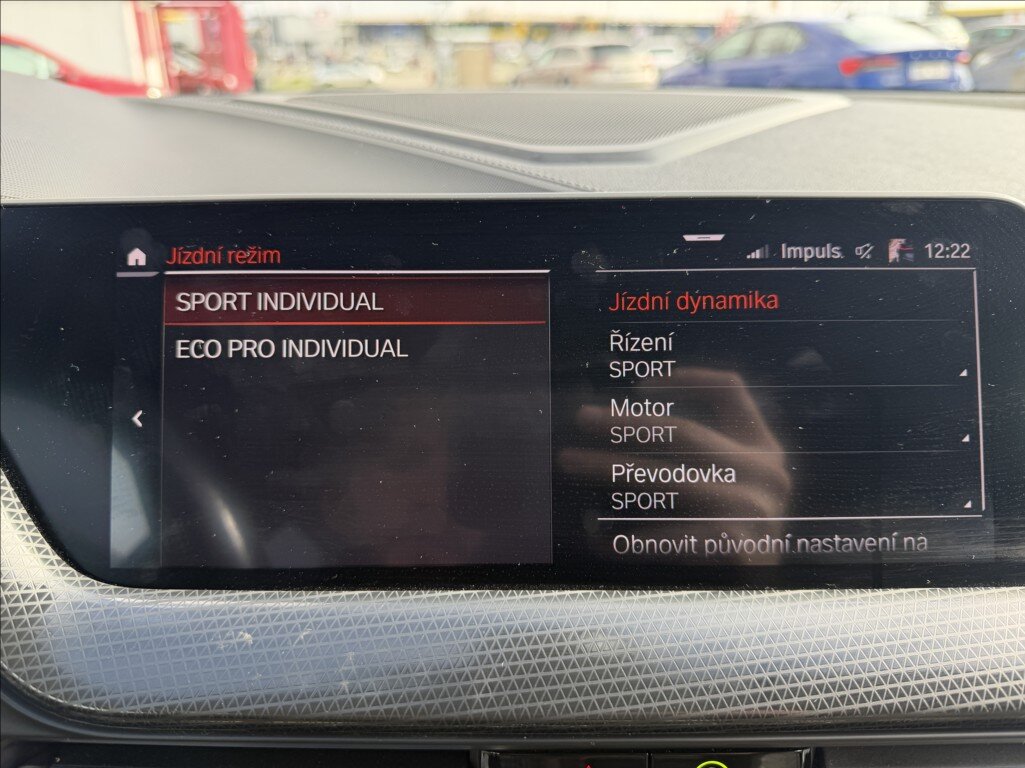 Jízdní režim
Impuls. 12:22
SPORT INDIVIDUAL
ECO PRO INDIVIDUAL
Jízdní dynamika
Řízení
SPORT
Motor
SPORT
Převodovka
SPORT
Obnovit původní nastavení na